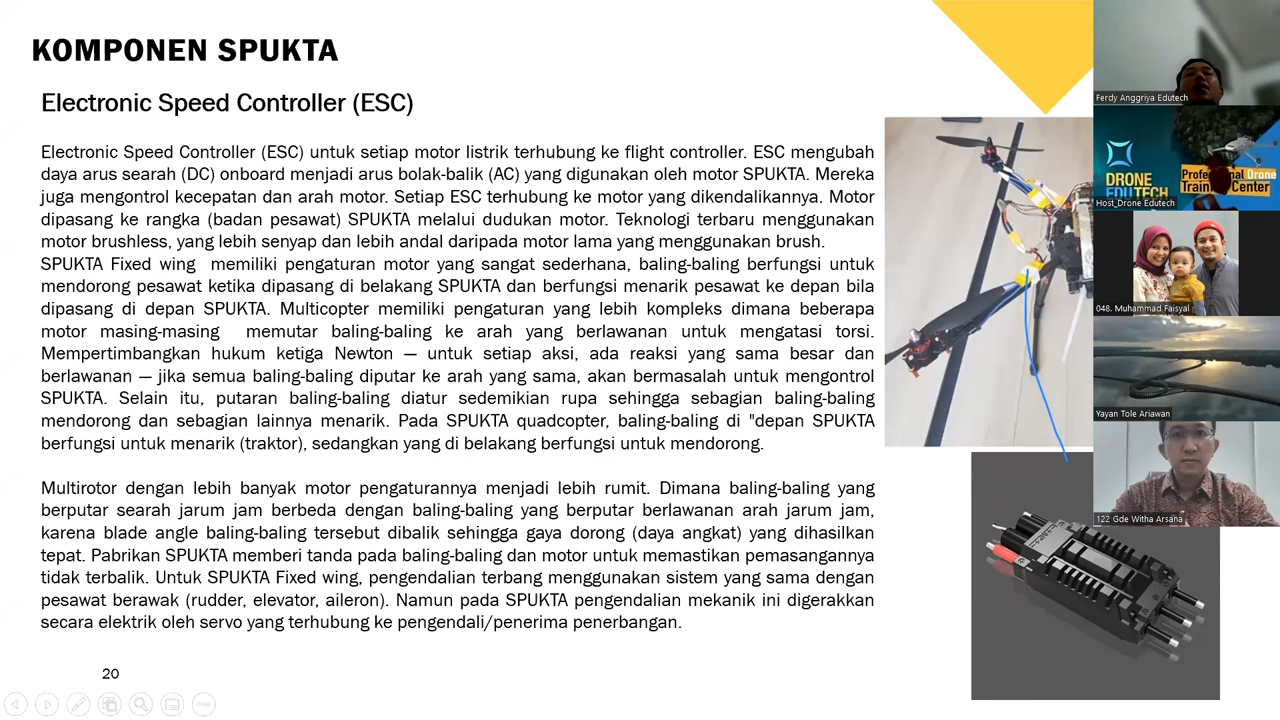 KOMPONEN SPUKTA
Electronic Speed Controller (ESC)
Electronic Speed Controller (ESC) untuk setiap motor listrik terhubung ke flight controller. ESC mengubah
daya arus searah (DC) onboard menjadi arus bolak-balik (AC) yang digunakan oleh motor SPUKTA. Mereka
juga mengontrol kecepatan dan arah motor. Setiap ESC terhubung ke motor yang dikendalikannya. Motor
dipasang ke rangka (badan pesawat) SPUKTA melalui dudukan motor. Teknologi terbaru menggunakan
motor brushless, yang lebih senyap dan lebih andal daripada motor lama yang menggunakan brush.
SPUKTA Fixed wing memiliki pengaturan motor yang sangat sederhana, baling-baling berfungsi untuk
mendorong pesawat ketika dipasang di belakang SPUKTA dan berfungsi menarik pesawat ke depan bila
dipasang di depan SPUKTA. Multicopter memiliki pengaturan yang lebih kompleks dimana beberapa
motor masing-masing memutar baling-baling ke arah yang berlawanan untuk mengatasi torsi.
Mempertimbangkan hukum ketiga Newton — untuk setiap aksi, ada reaksi yang sama besar dan
berlawanan — jika semua baling-baling diputar ke arah yang sama, akan bermasalah untuk mengontrol
SPUKTA. Selain itu, putaran baling-baling diatur sedemikian rupa sehingga sebagian baling-baling
mendorong dan sebagian lainnya menarik. Pada SPUKTA quadcopter, baling-baling di "depan SPUKTA
berfungsi untuk menarik (traktor), sedangkan yang di belakang berfungsi untuk mendorong.
Multirotor dengan lebih banyak motor pengaturannya menjadi lebih rumit. Dimana baling-baling yang
berputar searah jarum jam berbeda dengan baling-baling yang berputar berlawanan arah jarum jam,
karena blade angle baling-baling tersebut dibalik sehingga gaya dorong (daya angkat) yang dihasilkan
tepat. Pabrikan SPUKTA memberi tanda pada baling-baling dan motor untuk memastikan pemasangannya
tidak terbalik. Untuk SPUKTA Fixed wing, pengendalian terbang menggunakan sistem yang sama dengan
pesawat berawak (rudder, elevator, aileron). Namun pada SPUKTA pengendalian mekanik ini digerakkan
secara elektrik oleh servo yang terhubung ke pengendali/penerima penerbangan.
20
Ferdy Anggriya Edutech
DRONE
EDUTECH
Drone
Center
Host_Drone Edutech
048. Muhammad Faisyal
Yayan Tole Ariawan
122 Gde Witha Arsana